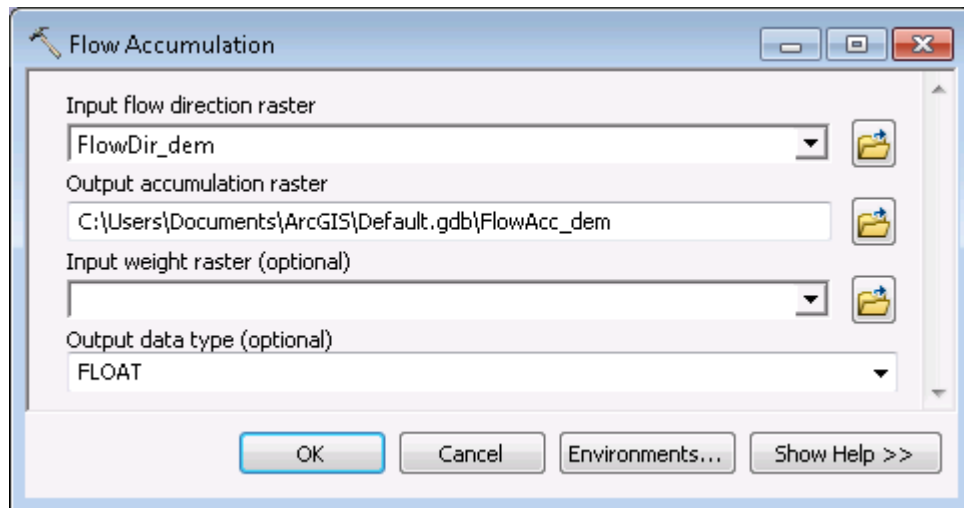 Flow Accumulation
Input flow direction raster
FlowDir_dem
Output accumulation raster
C:\Users\Documents\ArcGIS\Default.gdb\FlowAcc_dem
Input weight raster (optional)
Output data type (optional)
FLOAT
OK Cancel Environments... Show Help >>